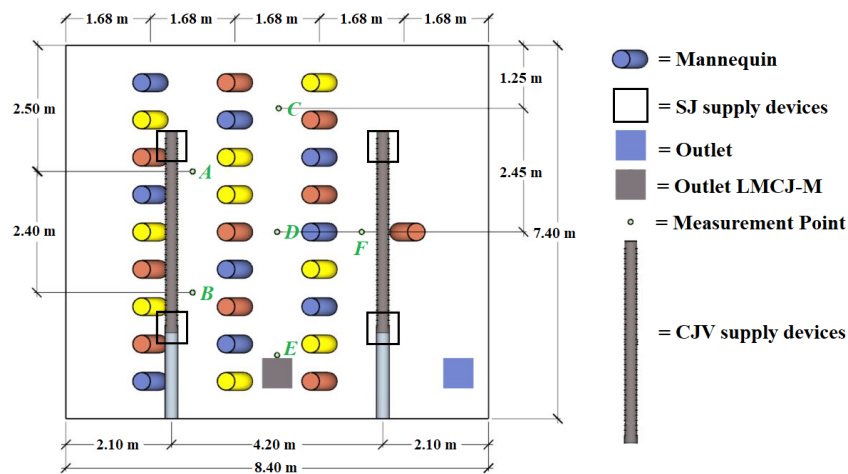 1.68 m 1.68 m 1.68 m 1.68 m 1.68 m
2.50 m
2.40 m
1.25 m
2.45 m
7.40 m
A
B
C
D
E
F
2.10 m 4.20 m 2.10 m
8.40 m
= Mannequin
= SJ supply devices
= Outlet
= Outlet LMCJ-M
= Measurement Point
= CJV supply devices